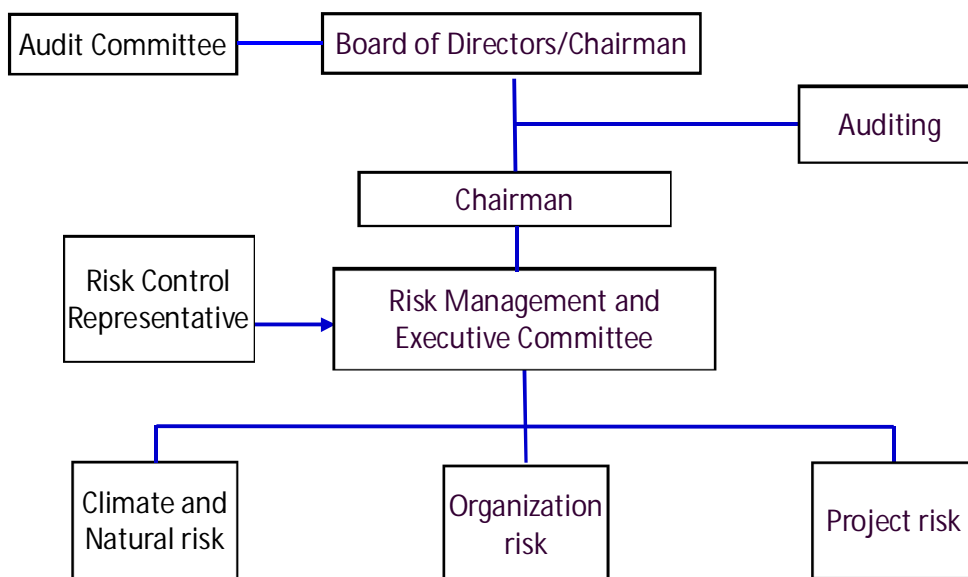 Audit Committee
Board of Directors/Chairman
Auditing
Chairman
Risk Control
Representative
Risk Management and
Executive Committee
Climate and
Natural risk
Organization
risk
Project risk